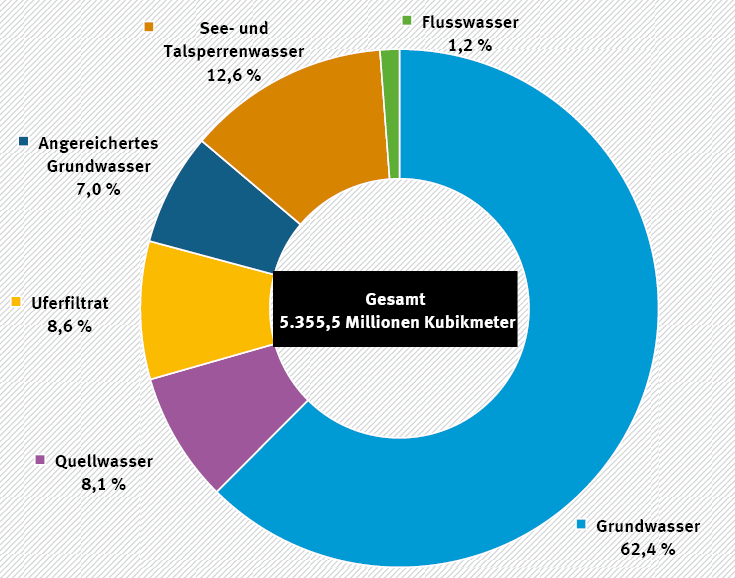 See- und
Talsperrenwasser
12,6 %
Flusswasser
1,2 %
Angereichertes
Grundwasser
7,0 %
Uferfiltrat
8,6 %
Gesamt
5.355,5 Millionen Kubikmeter
Quellwasser
8,1 %
Grundwasser
62,4 %